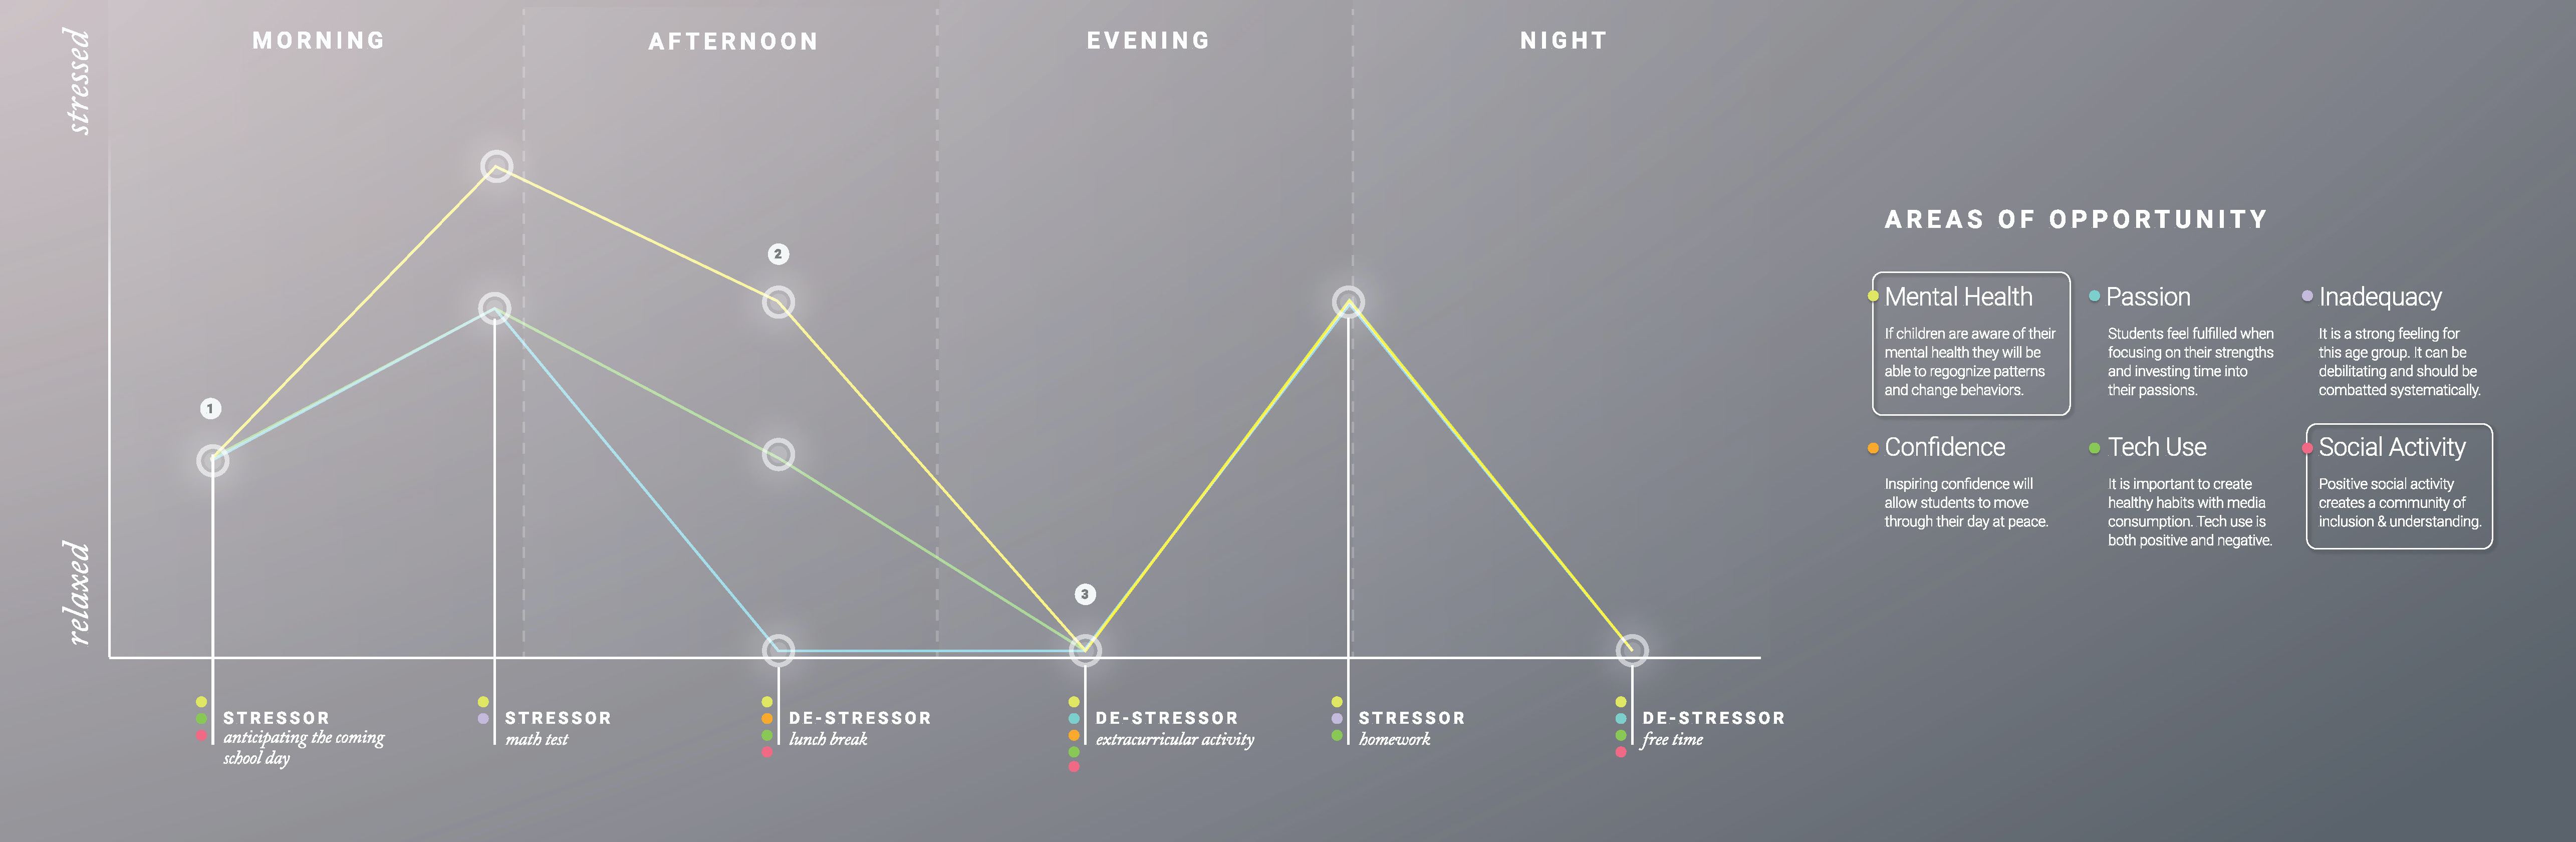 stressed
MORNING
AFTERNOON
EVENING
NIGHT
1
2
3
relaxed
STRESSOR
anticipating the coming
school day
STRESSOR
math test
DE-STRESSOR
lunch break
DE-STRESSOR
extracurricular activity
STRESSOR
homework
DE-STRESSOR
free time
AREAS OF OPPORTUNITY
Mental Health
If children are aware of their
mental health they will be
able to regognize patterns
and change behaviors.
Passion
Students feel fulfilled when
focusing on their strengths
and investing time into
their passions.
Inadequacy
It is a strong feeling for
this age group. It can be
debilitating and should be
combatted systematically.
Confidence
Inspiring confidence will
allow students to move
through their day at peace.
Tech Use
It is important to create
healthy habits with media
consumption. Tech use is
both positive and negative.
Social Activity
Positive social activity
creates a community of
inclusion & understanding.